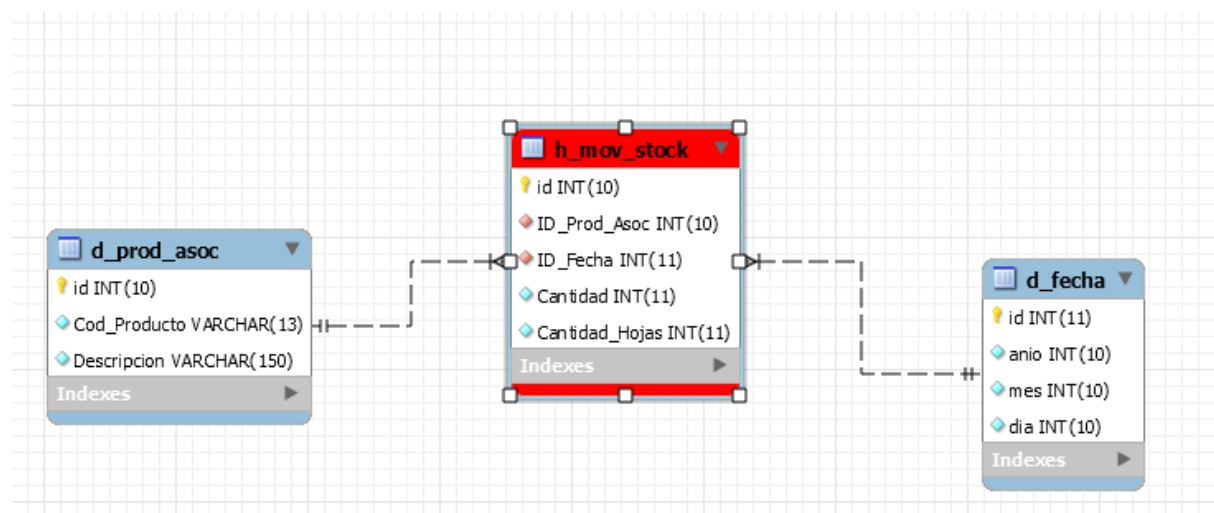 d_prod_asoc
id INT(10)
Cod_Producto VARCHAR(13)
Descripcion VARCHAR(150)
Indexes
h_mov_stock
id INT(10)
ID_Prod_Asoc INT(10)
ID_Fecha INT(11)
Cantidad INT(11)
Cantidad_Hojas INT(11)
Indexes
d_fecha
id INT(11)
anio INT(10)
mes INT(10)
dia INT(10)
Indexes